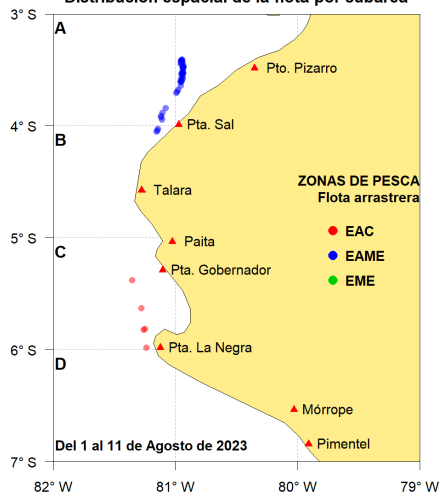 Distribución espacial de la flota por subárea
3° S
A
Pto. Pizarro
4° S
Pta. Sal
B
ZONAS DE PESCA
Flota arrastrera
Talara
EAC
5° S
Paita
C
EAME
Pta. Gobernador
EME
6° S
Pta. La Negra
D
Mórrope
Pimentel
Del 1 al 11 de Agosto de 2023
7° S
82° W
81° W
80° W
79° W